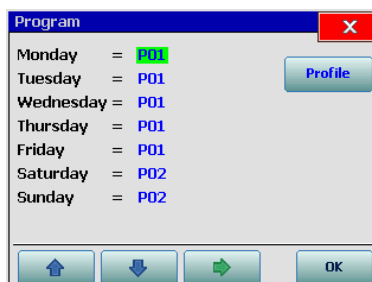 Program X
Monday = P01
Profile
Tuesday = P01
Wednesday = P01
Thursday = P01
Friday = P01
Saturday = P02
Sunday = P02
OK